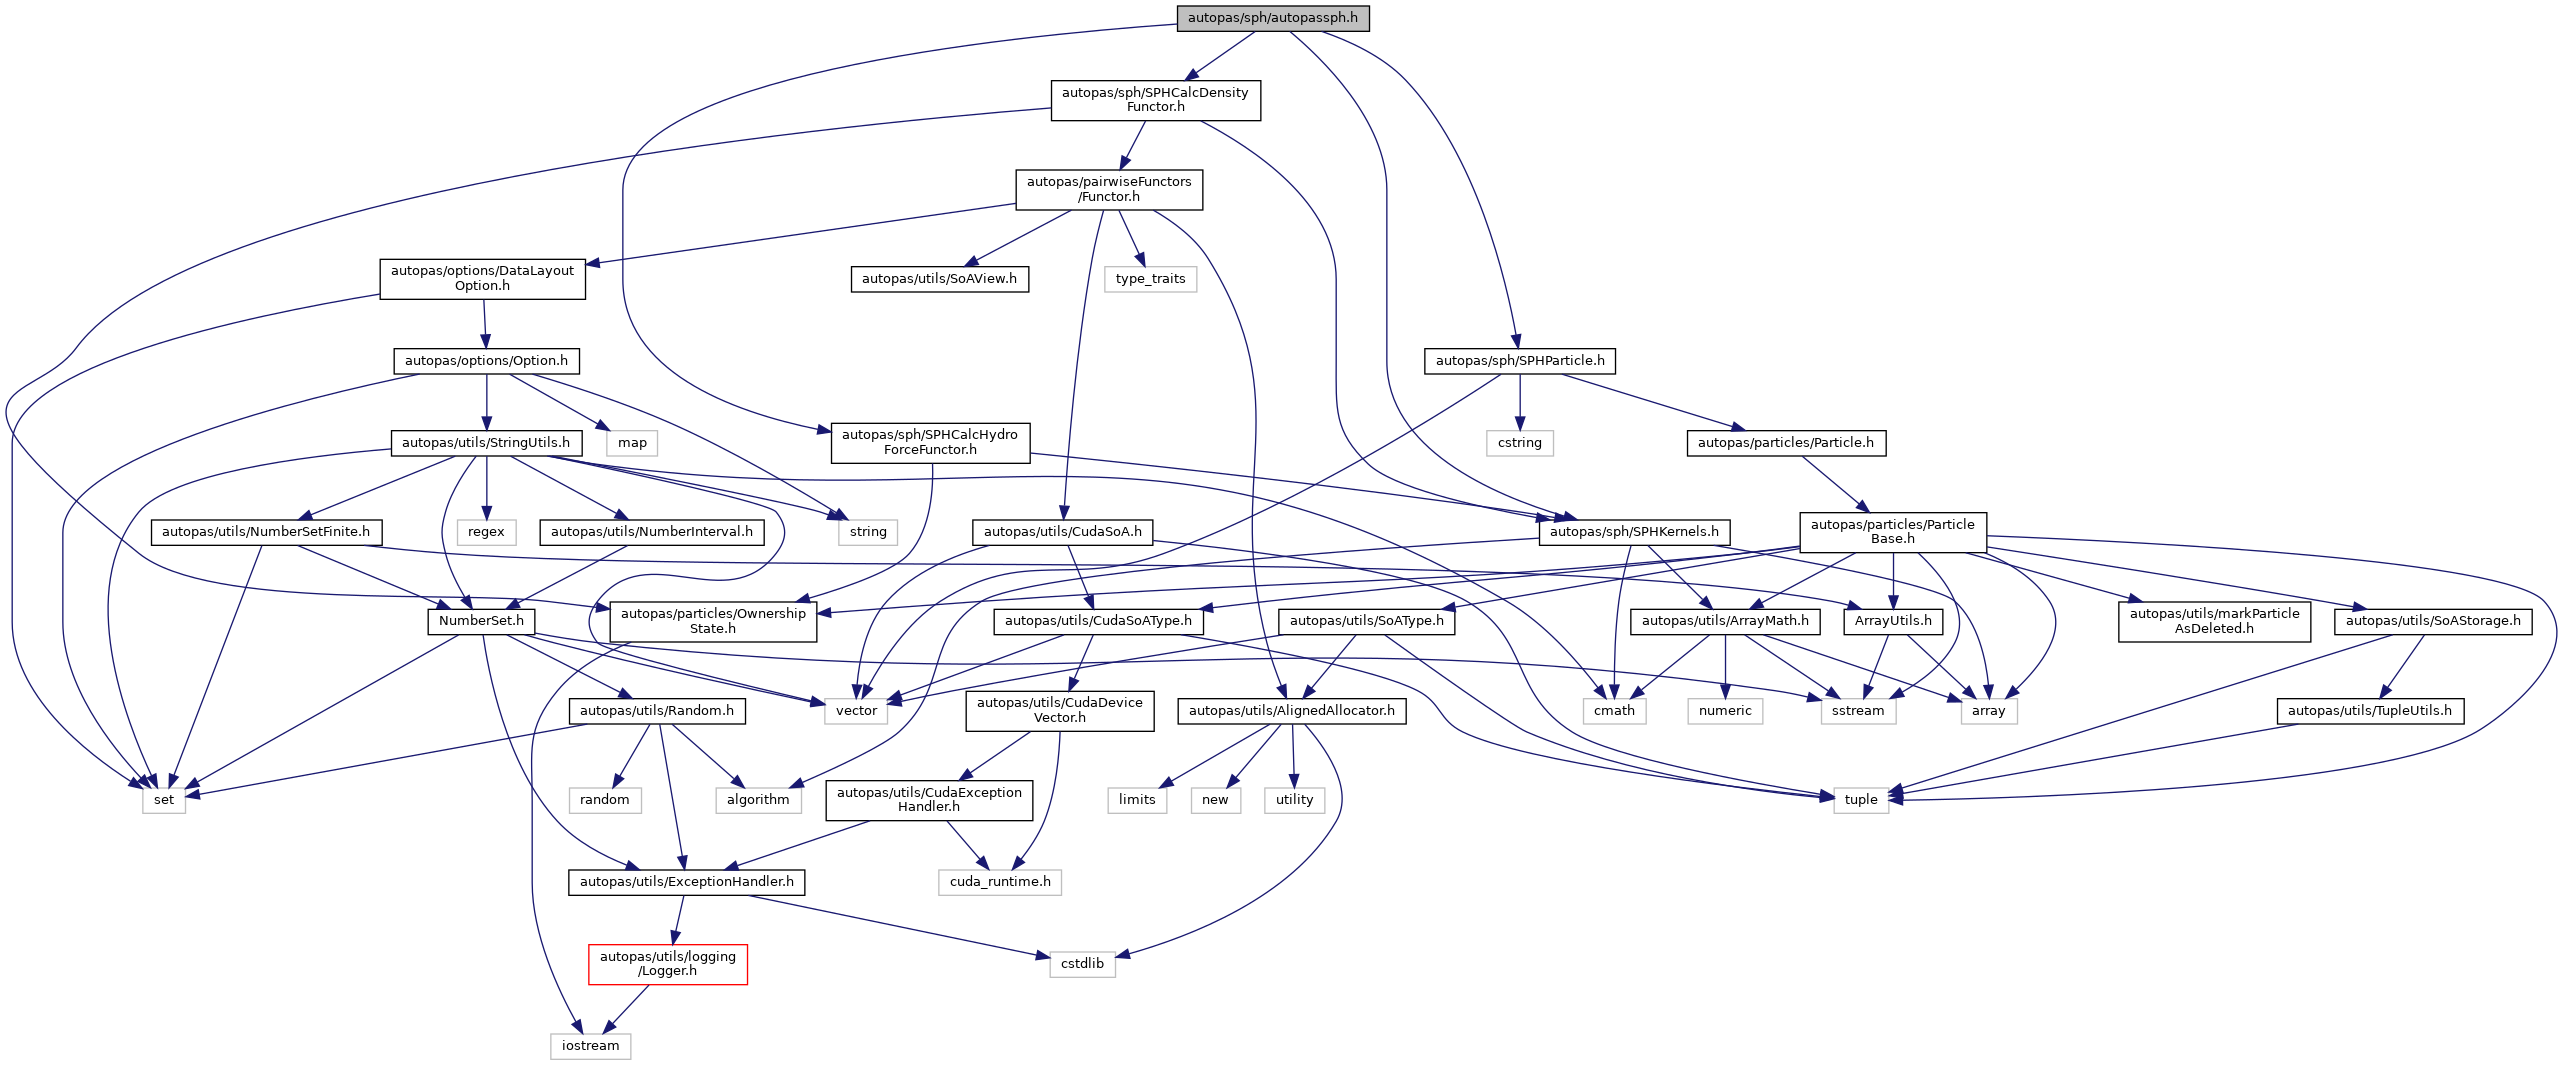 autopas/sph/autopassph.h
autopas/sph/SPHCalcDensity
Functor.h
autopas/pairwiseFunctors
/Functor.h
autopas/options/DataLayout
Option.h
autopas/utils/SoAView.h
type_traits
autopas/options/Option.h
autopas/sph/SPHParticle.h
autopas/utils/StringUtils.h
map
autopas/sph/SPHCalcHydro
ForceFunctor.h
cstring
autopas/particles/Particle.h
autopas/utils/NumberSetFinite.h
regex
autopas/utils/NumberInterval.h
string
autopas/utils/CudaSoA.h
autopas/sph/SPHKernels.h
autopas/particles/Particle
Base.h
NumberSet.h
autopas/particles/Ownership
State.h
autopas/utils/CudaSoAType.h
autopas/utils/SoAType.h
autopas/utils/ArrayMath.h
ArrayUtils.h
autopas/utils/markParticle
AsDeleted.h
autopas/utils/SoAStorage.h
autopas/utils/Random.h
vector
autopas/utils/CudaDevice
Vector.h
autopas/utils/AlignedAllocator.h
cmath
numeric
sstream
array
autopas/utils/TupleUtils.h
set
random
algorithm
autopas/utils/CudaException
Handler.h
limits
new
utility
tuple
autopas/utils/ExceptionHandler.h
cuda_runtime.h
autopas/utils/logging
/Logger.h
cstdlib
iostream